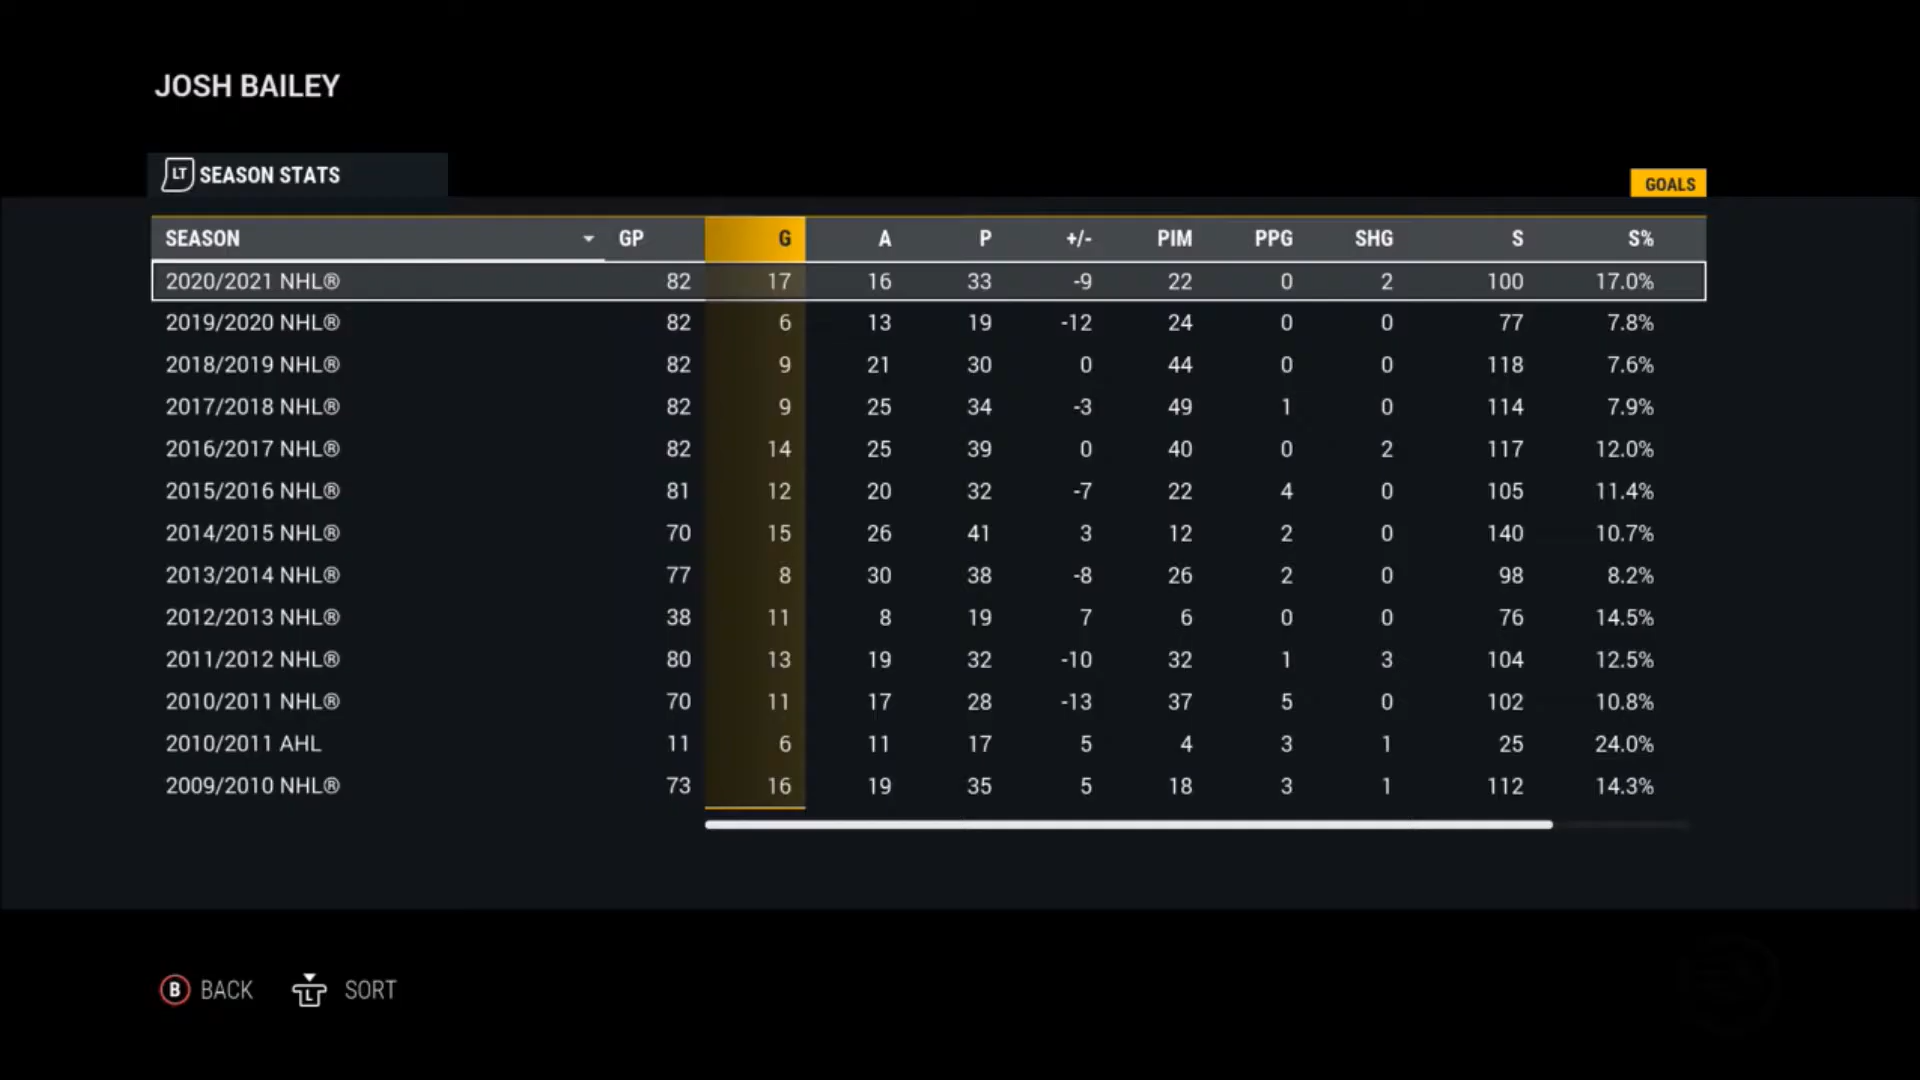 JOSH BAILEY
LT SEASON STATS
GOALS
SEASON GP G A P +/- PIM PPG SHG S S%
2020/2021 NHL® 82 17 16 33 -9 22 0 2 100 17.0%
2019/2020 NHL® 82 6 13 19 -12 24 0 0 77 7.8%
2018/2019 NHL® 82 9 21 30 0 44 0 0 118 7.6%
2017/2018 NHL® 82 9 25 34 -3 49 1 0 114 7.9%
2016/2017 NHL® 82 14 25 39 0 40 0 2 117 12.0%
2015/2016 NHL® 81 12 20 32 -7 22 4 0 105 11.4%
2014/2015 NHL® 70 15 26 41 3 12 2 0 140 10.7%
2013/2014 NHL® 77 8 30 38 -8 26 2 0 98 8.2%
2012/2013 NHL® 38 11 8 19 7 6 0 0 76 14.5%
2011/2012 NHL® 80 13 19 32 -10 32 1 3 104 12.5%
2010/2011 NHL® 70 11 17 28 -13 37 5 0 102 10.8%
2010/2011 AHL 11 6 11 17 5 4 3 1 25 24.0%
2009/2010 NHL® 73 16 19 35 5 18 3 1 112 14.3%
B BACK L SORT